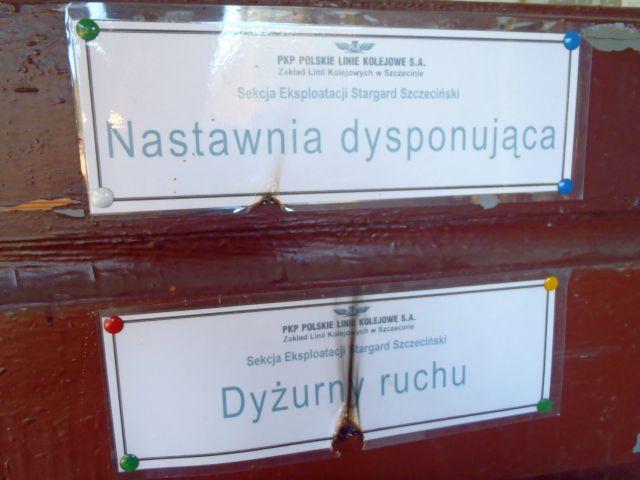 PKP POLSKIE LINIE KOLEJOWE S.A.
Zakład Linii Kolejowych w Szczecinie
Sekcja Eksploatacji Stargard Szczeciński
Nastawnia dysponująca
PKP POLSKIE LINIE KOLEJOWE S.A.
Zakład Linii Kolejowych w Szczecinie
Sekcja Eksploatacji Stargard Szczeciński
Dyżurny ruchu